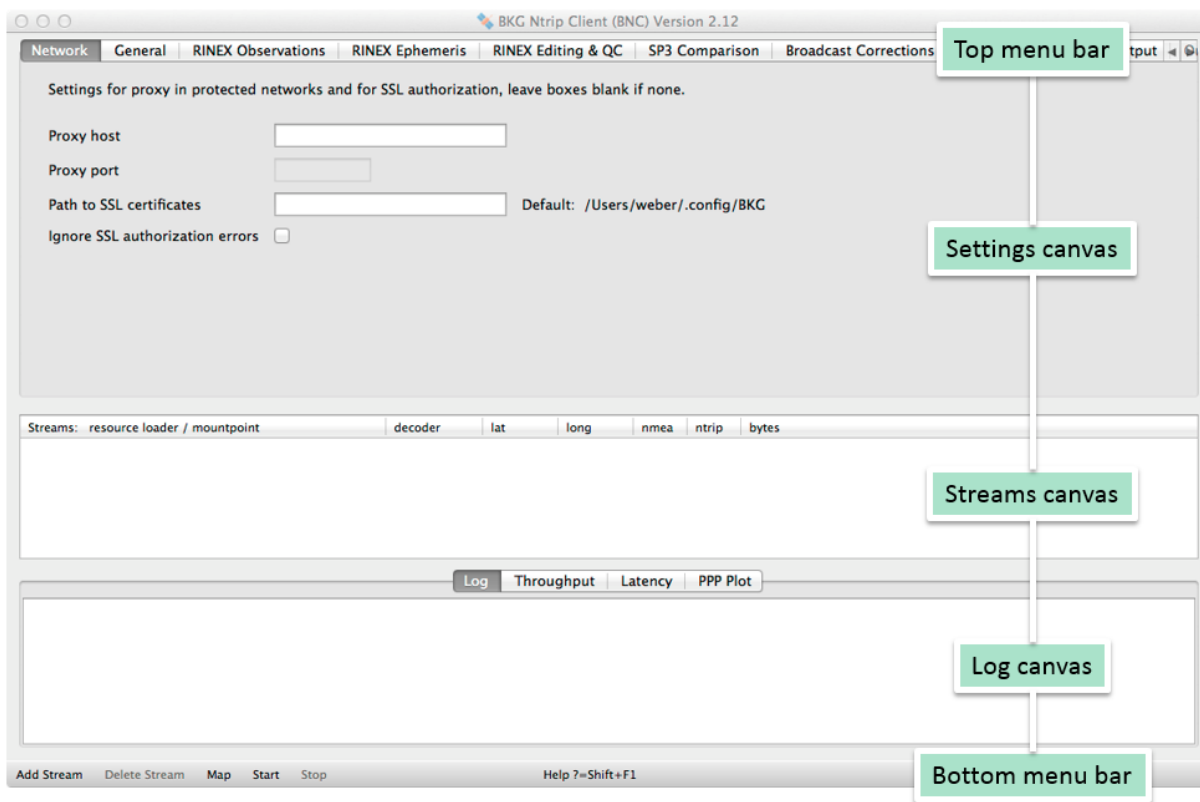 BKG Ntrip Client (BNC) Version 2.12
Network General RINEX Observations RINEX Ephemeris RINEX Editing & QC SP3 Comparison Broadcast Corrections
Top menu bar
Settings for proxy in protected networks and for SSL authorization, leave boxes blank if none.
Proxy host
Proxy port
Path to SSL certificates Default: /Users/weber/.config/BKG
Ignore SSL authorization errors
Settings canvas
Streams: resource loader / mountpoint decoder lat long nmea ntrip bytes
Streams canvas
Log Throughput Latency PPP Plot
Log canvas
Add Stream Delete Stream Map Start Stop Help ?=Shift+F1
Bottom menu bar